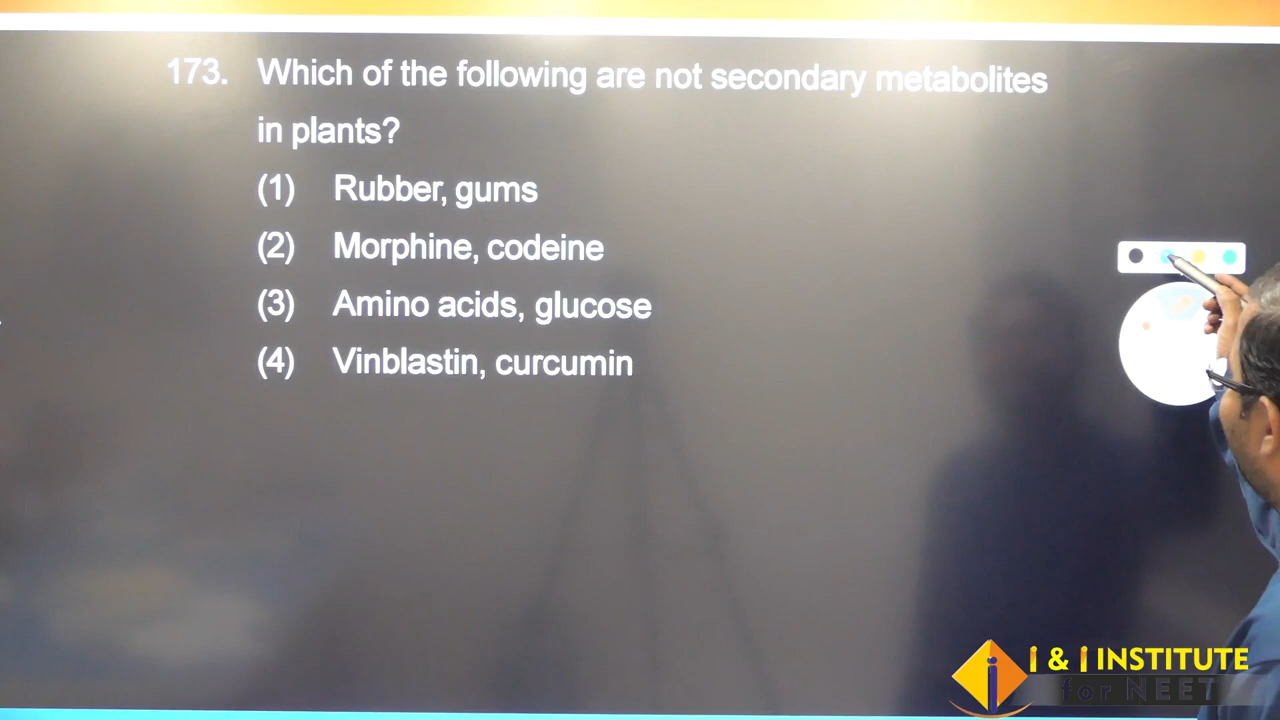 173. Which of the following are not secondary metabolites
in plants?
(1) Rubber, gums
(2) Morphine, codeine
(3) Amino acids, glucose
(4) Vinblastin, curcumin
i & i INSTITUTE
for NEET